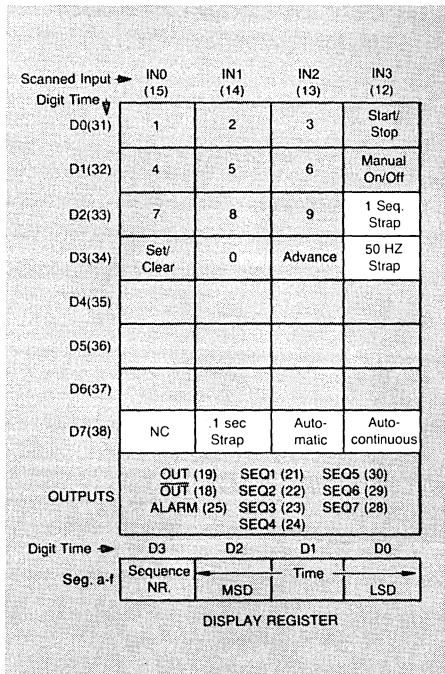 Scanned Input IN0 IN1 IN2 IN3
(15) (14) (13) (12)
Digit Time
D0(31) 1 2 3 Start/
Stop
D1(32) 4 5 6 Manual
On/Off
D2(33) 7 8 9 1 Seq.
Strap
D3(34) Set/
Clear 0 Advance 50 HZ
Strap
D4(35)
D5(36)
D6(37)
D7(38) NC .1 sec
Strap Auto-
matic Auto-
continuous
OUTPUTS
OUT (19) SEQ1 (21) SEQ5 (30)
O̅U̅T̅ (18) SEQ2 (22) SEQ6 (29)
ALARM (25) SEQ3 (23) SEQ7 (28)
SEQ4 (24)
Digit Time D3 D2 D1 D0
Seg. a-f Sequence
NR. Time
MSD LSD
DISPLAY REGISTER